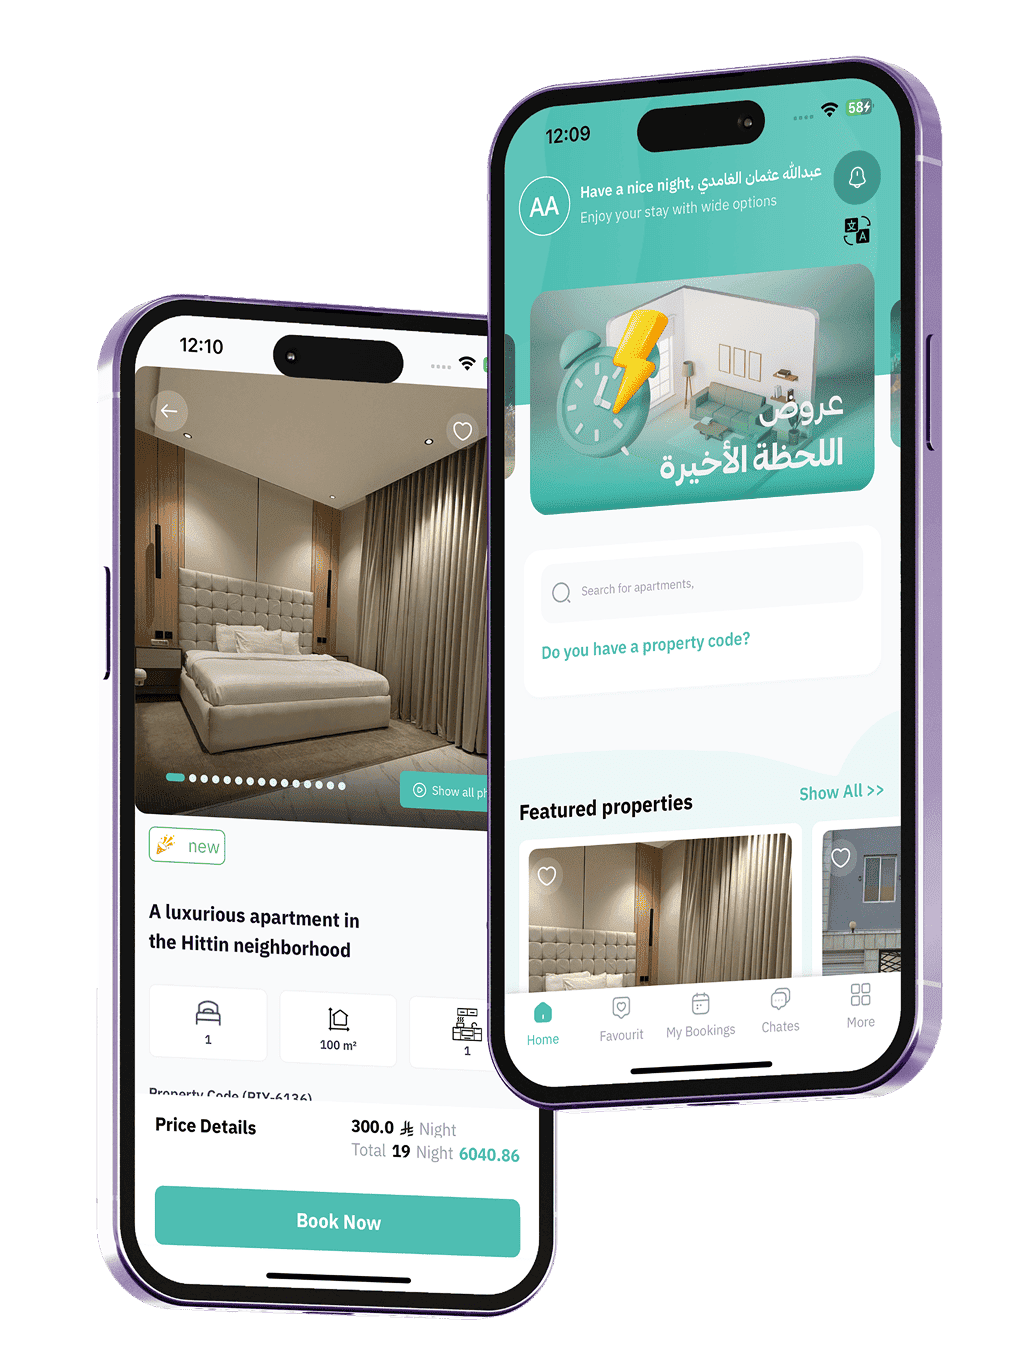 12:10
Show all
new
A luxurious apartment in
the Hittin neighborhood
1
100 m²
1
Property Code (RIY-6136)
Price Details
300.0 Night
Total 19 Night 6040.86
Book Now
12:09
58
AA
Have a nice night, عبدالله عثمان الغامدي
Enjoy your stay with wide options
文
A
عروض
اللحظة الأخيرة
Search for apartments,
Do you have a property code?
Featured properties
Show All >>
Home
Favourit
My Bookings
Chates
More